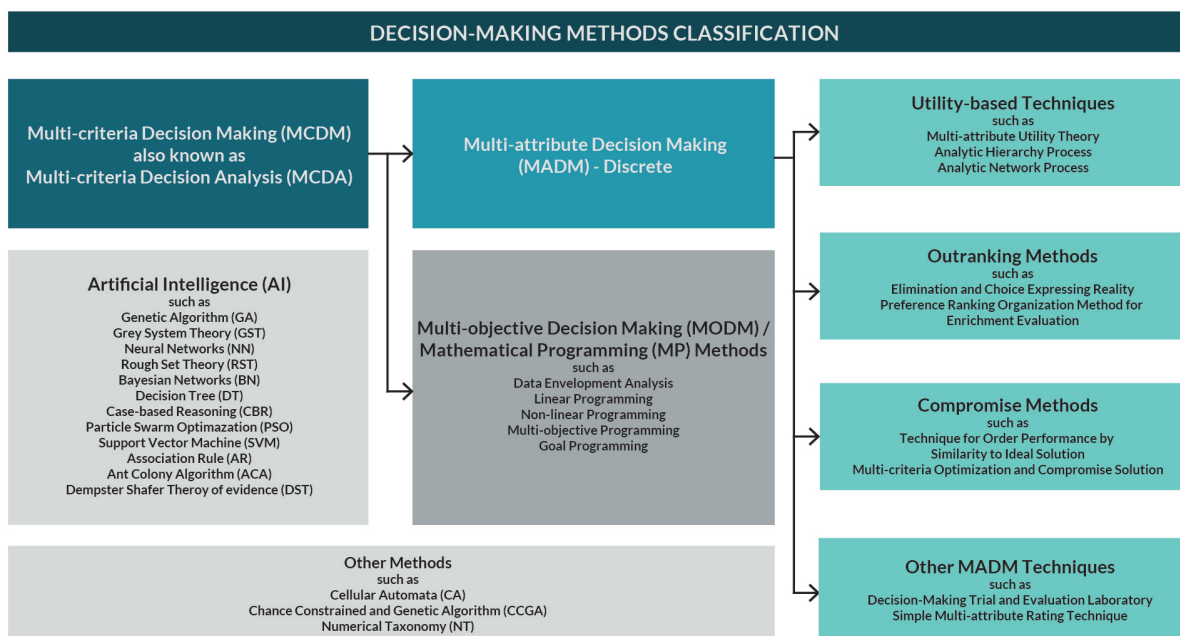 DECISION-MAKING METHODS CLASSIFICATION
Multi-criteria Decision Making (MCDM)
also known as
Multi-criteria Decision Analysis (MCDA)
Multi-attribute Decision Making
(MADM) - Discrete
Utility-based Techniques
such as
Multi-attribute Utility Theory
Analytic Hierarchy Process
Analytic Network Process
Artificial Intelligence (AI)
such as
Genetic Algorithm (GA)
Grey System Theory (GST)
Neural Networks (NN)
Rough Set Theory (RST)
Bayesian Networks (BN)
Decision Tree (DT)
Case-based Reasoning (CBR)
Particle Swarm Optimazation (PSO)
Support Vector Machine (SVM)
Association Rule (AR)
Ant Colony Algorithm (ACA)
Dempster Shafer Theroy of evidence (DST)
Multi-objective Decision Making (MODM) /
Mathematical Programming (MP) Methods
such as
Data Envelopment Analysis
Linear Programming
Non-linear Programming
Multi-objective Programming
Goal Programming
Outranking Methods
such as
Elimination and Choice Expressing Reality
Preference Ranking Organization Method for
Enrichment Evaluation
Compromise Methods
such as
Technique for Order Performance by
Similarity to Ideal Solution
Multi-criteria Optimization and Compromise Solution
Other Methods
such as
Cellular Automata (CA)
Chance Constrained and Genetic Algorithm (CCGA)
Numerical Taxonomy (NT)
Other MADM Techniques
such as
Decision-Making Trial and Evaluation Laboratory
Simple Multi-attribute Rating Technique